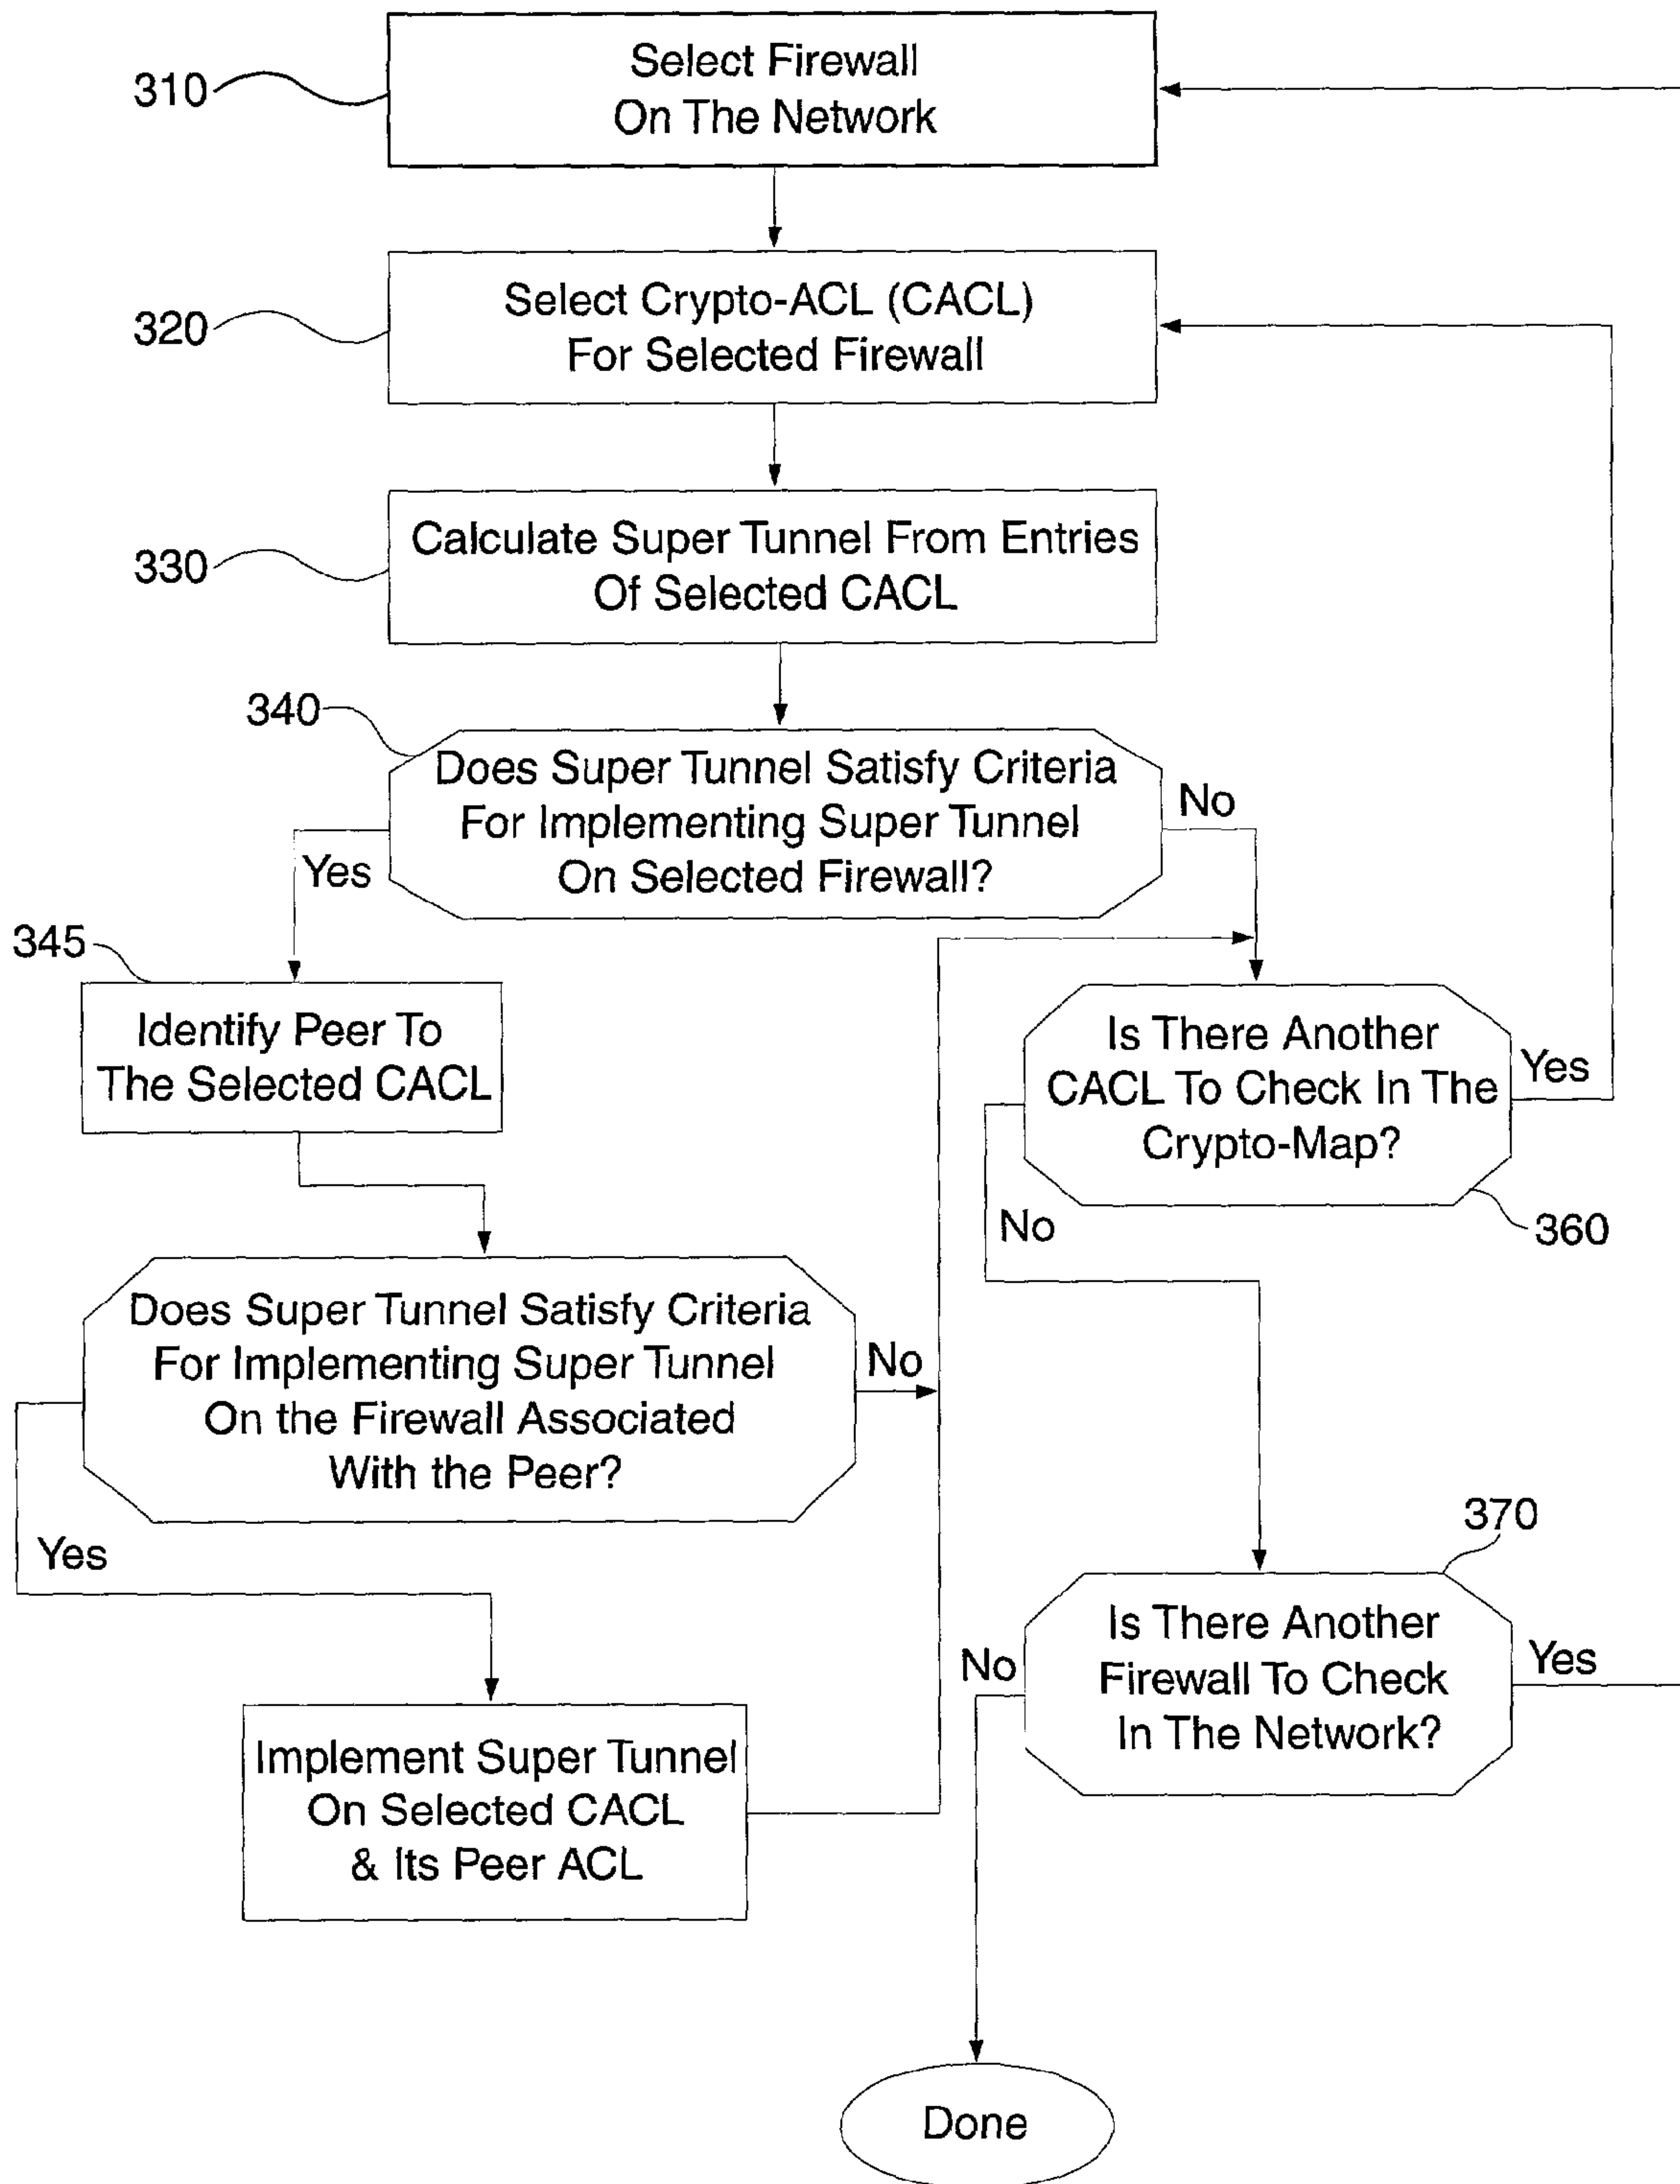 310
Select Firewall
On The Network
320
Select Crypto-ACL (CACL)
For Selected Firewall
330
Calculate Super Tunnel From Entries
Of Selected CACL
340
Does Super Tunnel Satisfy Criteria
For Implementing Super Tunnel
On Selected Firewall?
Yes
No
345
Identify Peer To
The Selected CACL
Is There Another
CACL To Check In The
Crypto-Map?
Yes
No
360
Does Super Tunnel Satisfy Criteria
For Implementing Super Tunnel
On the Firewall Associated
With the Peer?
No
Yes
370
Is There Another
Firewall To Check
In The Network?
No
Yes
Implement Super Tunnel
On Selected CACL
& Its Peer ACL
Done